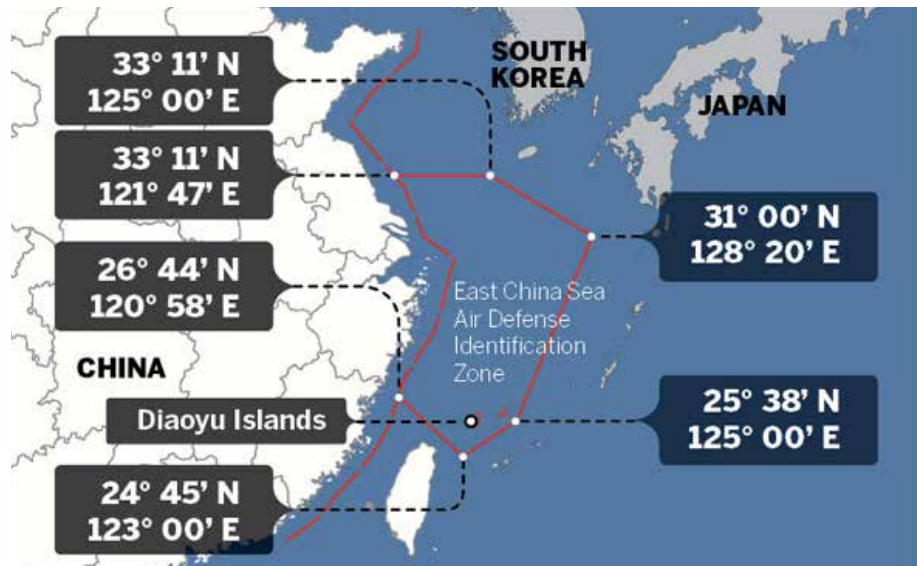 33° 11’ N
125° 00’ E
SOUTH
KOREA
JAPAN
33° 11’ N
121° 47’ E
31° 00’ N
128° 20’ E
26° 44’ N
120° 58’ E
East China Sea
Air Defense
Identification
Zone
CHINA
Diaoyu Islands
25° 38’ N
125° 00’ E
24° 45’ N
123° 00’ E